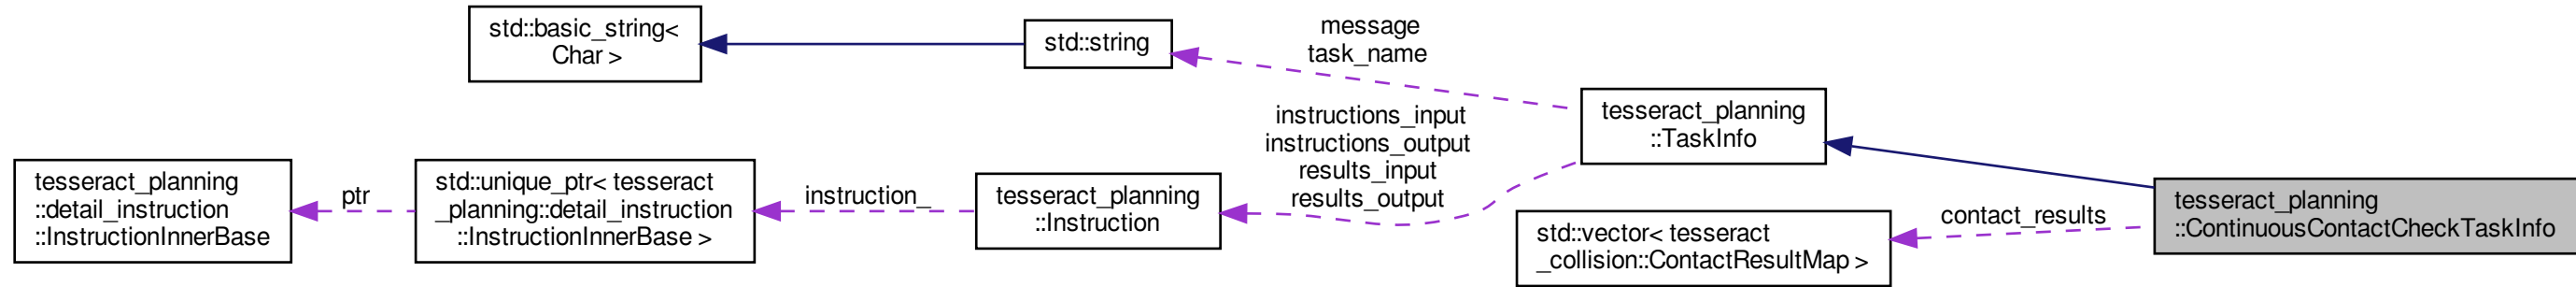 std::basic_string<
Char >
std::string
message
task_name
tesseract_planning
::TaskInfo
instructions_input
instructions_output
results_input
results_output
tesseract_planning
::detail_instruction
::InstructionInnerBase
ptr
std::unique_ptr< tesseract
_planning::detail_instruction
::InstructionInnerBase >
instruction_
tesseract_planning
::Instruction
std::vector< tesseract
_collision::ContactResultMap >
contact_results
tesseract_planning
::ContinuousContactCheckTaskInfo